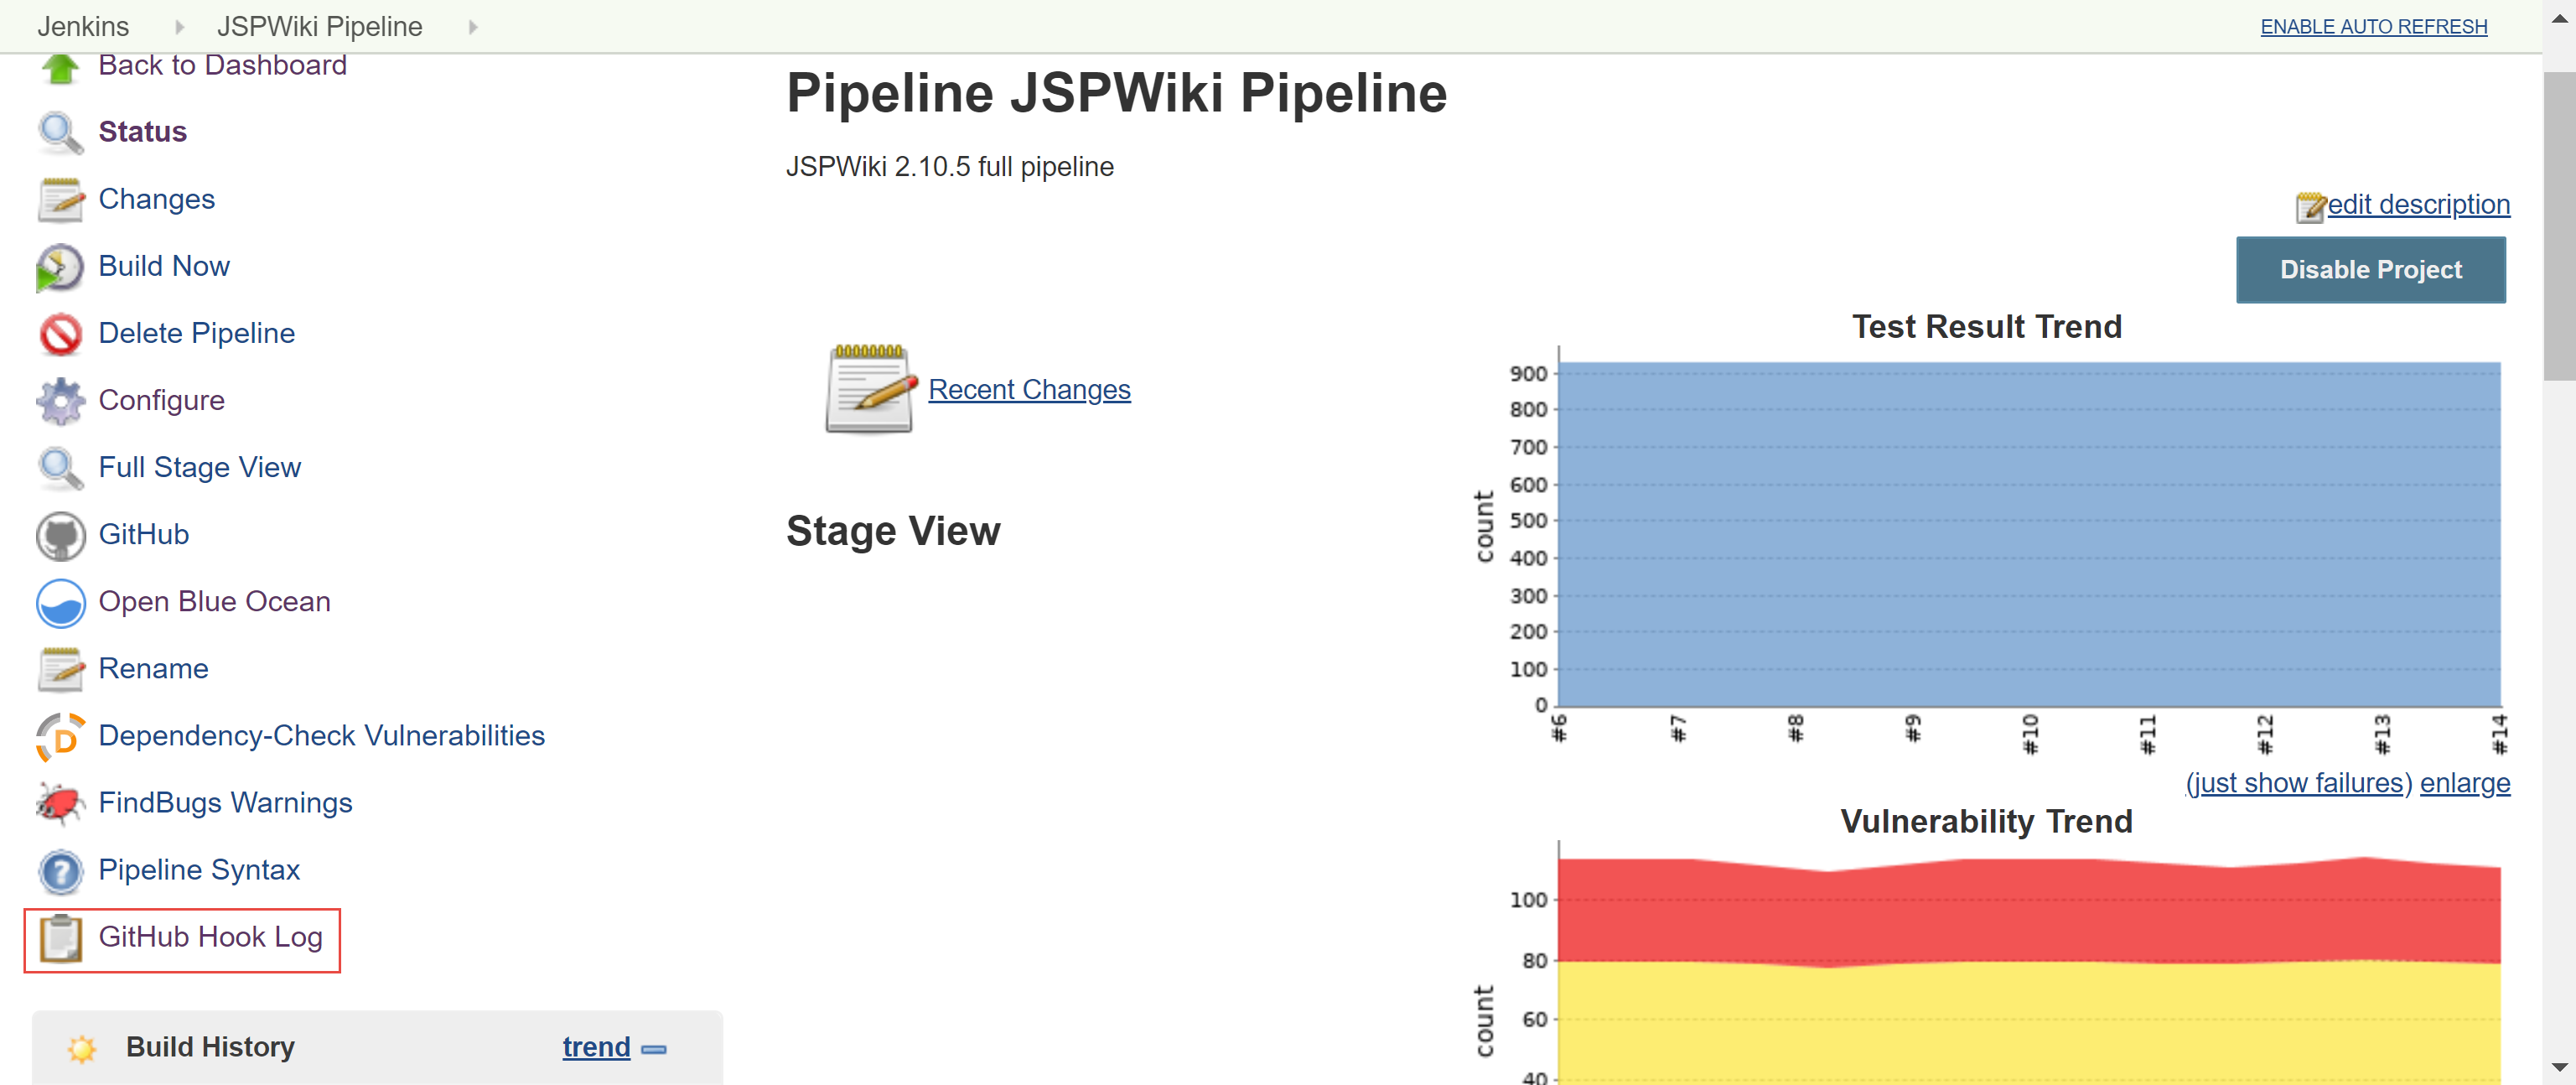 Jenkins
JSPWiki Pipeline
ENABLE AUTO REFRESH
Back to Dashboard
Status
Changes
Build Now
Delete Pipeline
Configure
Full Stage View
GitHub
Open Blue Ocean
Rename
Dependency-Check Vulnerabilities
D
FindBugs Warnings
Pipeline Syntax
?
GitHub Hook Log
Build History
trend
Pipeline JSPWiki Pipeline
JSPWiki 2.10.5 full pipeline
edit description
Disable Project
Recent Changes
Stage View
Test Result Trend
count
900
800
700
600
500
400
300
200
100
0
#6
#7
#8
#9
#10
#11
#12
#13
#14
(just show failures) enlarge
Vulnerability Trend
count
100
80
60
40